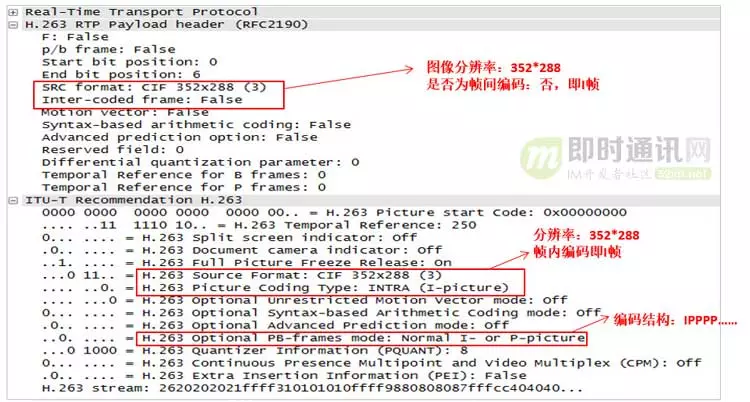 Real-Time Transport Protocol
H.263 RTP Payload header (RFC2190)
F: False
p/b frame: False
Start bit position: 0
End bit position: 6
SRC format: CIF 352x288 (3)
Inter-coded frame: False
图像分辨率：352*288
是否为帧间编码：否，即I帧
Motion vector: False
Syntax-based arithmetic coding: False
Advanced prediction option: False
Reserved field: 0
Differential quantization parameter: 0
Temporal Reference for B frames: 0
Temporal Reference for P frames: 0
即时通讯网
IM开发者社区 52im.net
ITU-T Recommendation H.263
0000 0000 0000 0000 0000 00.. = H.263 Picture start Code: 0x00000000
.... ..11 1110 10.. = H.263 Temporal Reference: 250
.0.. .... = H.263 Split screen indicator: Off
.0.. .... = H.263 Document camera indicator: Off
..1. .... = H.263 Full Picture Freeze Release: On
...0 11.. = H.263 Source Format: CIF 352x288 (3)
.... ..0. = H.263 Picture Coding Type: INTRA (I-picture)
分辨率：352*288
帧内编码即I帧
.... ...0 = H.263 Optional Unrestricted Motion Vector mode: Off
0... .... = H.263 Optional Syntax-based Arithmetic Coding mode: Off
.0.. .... = H.263 Optional Advanced Prediction mode: Off
..0. .... = H.263 Optional PB-frames mode: Normal I- or P-picture
编码结构：IPPPP……
...0 1000 = H.263 Quantizer Information (PQUANT): 8
0... .... = H.263 Continuous Presence Multipoint and Video Multiplex (CPM): Off
.0.. .... = H.263 Extra Insertion Information (PEI): False
H.263 stream: 2620202021ffff310101010ffff9880808087fffcc404040...